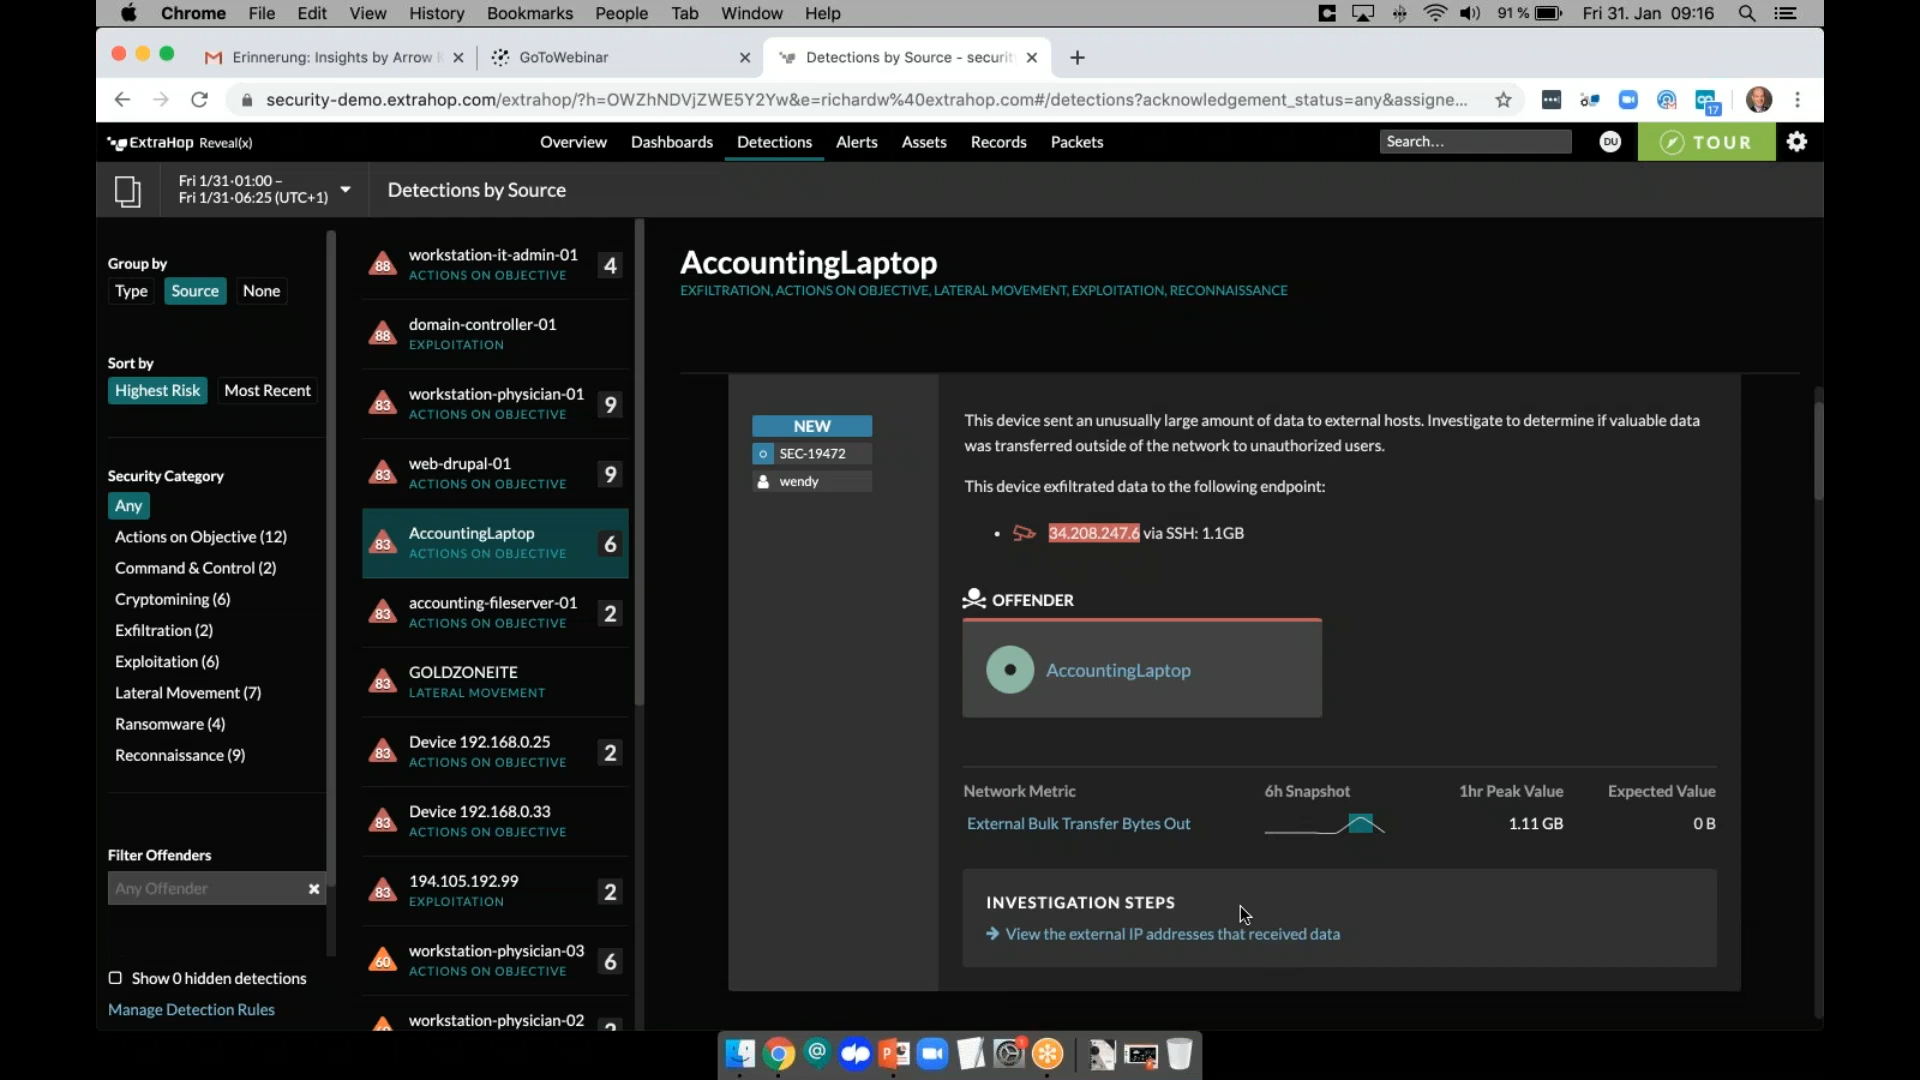 Chrome File Edit View History Bookmarks People Tab Window Help 91 % Fri 31. Jan 09:16
Erinnerung: Insights by Arrow GoToWebinar Detections by Source - securit
security-demo.extrahop.com/extrahop/?h=OWZhNDVjZWE5Y2Yw&e=richardw%40extrahop.com#/detections?acknowledgement_status=any&assigne...
17
ExtraHop Reveal(x) Overview Dashboards Detections Alerts Assets Records Packets Search... DU TOUR
Fri 1/31·01:00 –
Fri 1/31·06:25 (UTC+1)
Detections by Source
Group by
Type Source None
Sort by
Highest Risk Most Recent
Security Category
Any
Actions on Objective (12)
Command & Control (2)
Cryptomining (6)
Exfiltration (2)
Exploitation (6)
Lateral Movement (7)
Ransomware (4)
Reconnaissance (9)
Filter Offenders
Any Offender
Show 0 hidden detections
Manage Detection Rules
88 workstation-it-admin-01 4
ACTIONS ON OBJECTIVE
88 domain-controller-01
EXPLOITATION
83 workstation-physician-01 9
ACTIONS ON OBJECTIVE
83 web-drupal-01 9
ACTIONS ON OBJECTIVE
83 AccountingLaptop 6
ACTIONS ON OBJECTIVE
83 accounting-fileserver-01 2
ACTIONS ON OBJECTIVE
83 GOLDZONEITE
LATERAL MOVEMENT
83 Device 192.168.0.25 2
ACTIONS ON OBJECTIVE
83 Device 192.168.0.33
ACTIONS ON OBJECTIVE
83 194.105.192.99 2
EXPLOITATION
60 workstation-physician-03 6
ACTIONS ON OBJECTIVE
workstation-physician-02
AccountingLaptop
EXFILTRATION, ACTIONS ON OBJECTIVE, LATERAL MOVEMENT, EXPLOITATION, RECONNAISSANCE
NEW
SEC-19472
wendy
This device sent an unusually large amount of data to external hosts. Investigate to determine if valuable data
was transferred outside of the network to unauthorized users.
This device exfiltrated data to the following endpoint:
• 34.208.247.6 via SSH: 1.1GB
OFFENDER
AccountingLaptop
Network Metric 6h Snapshot 1hr Peak Value Expected Value
External Bulk Transfer Bytes Out 1.11 GB 0 B
INVESTIGATION STEPS
View the external IP addresses that received data